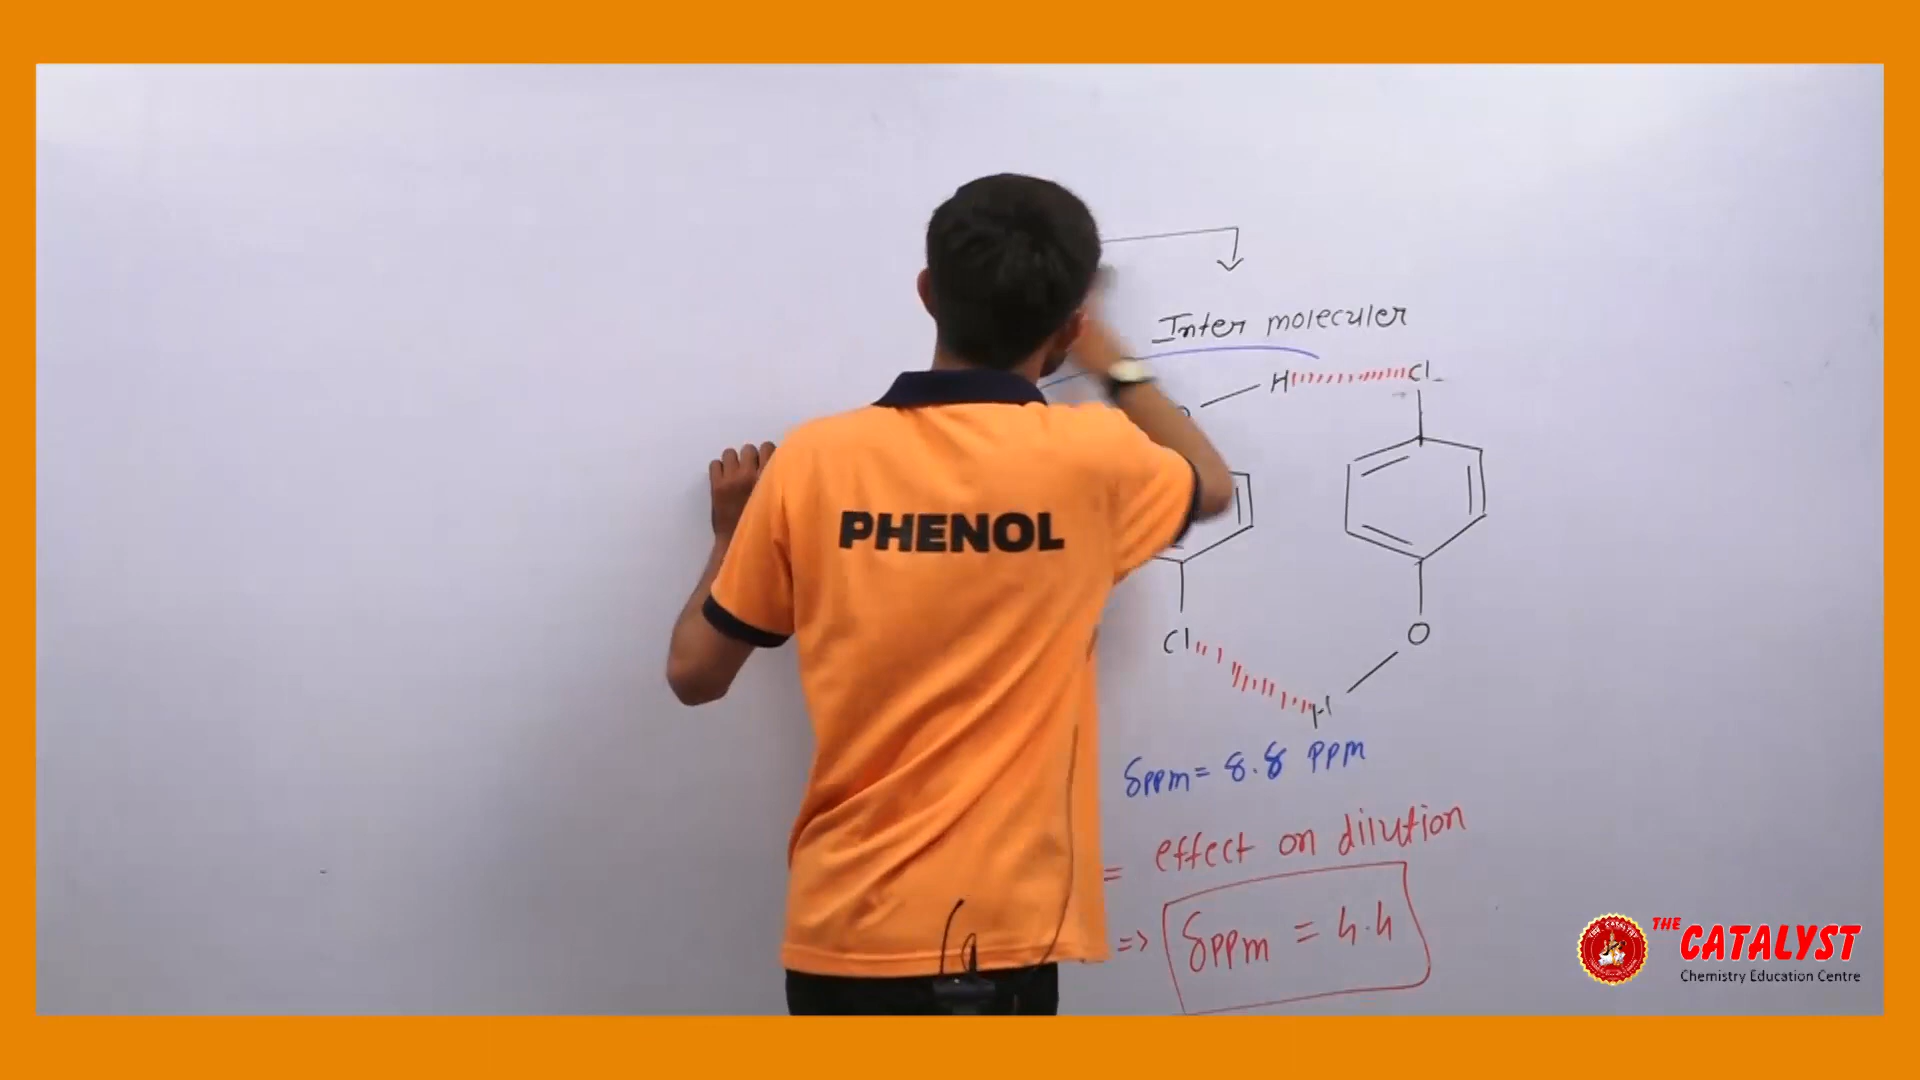 Inter moleculer
H Cl
PHENOL
Cl O
H
δppm = 8.8 ppm
= effect on dilution
=> δppm = 4.4
THE CATALYST
Chemistry Education Centre